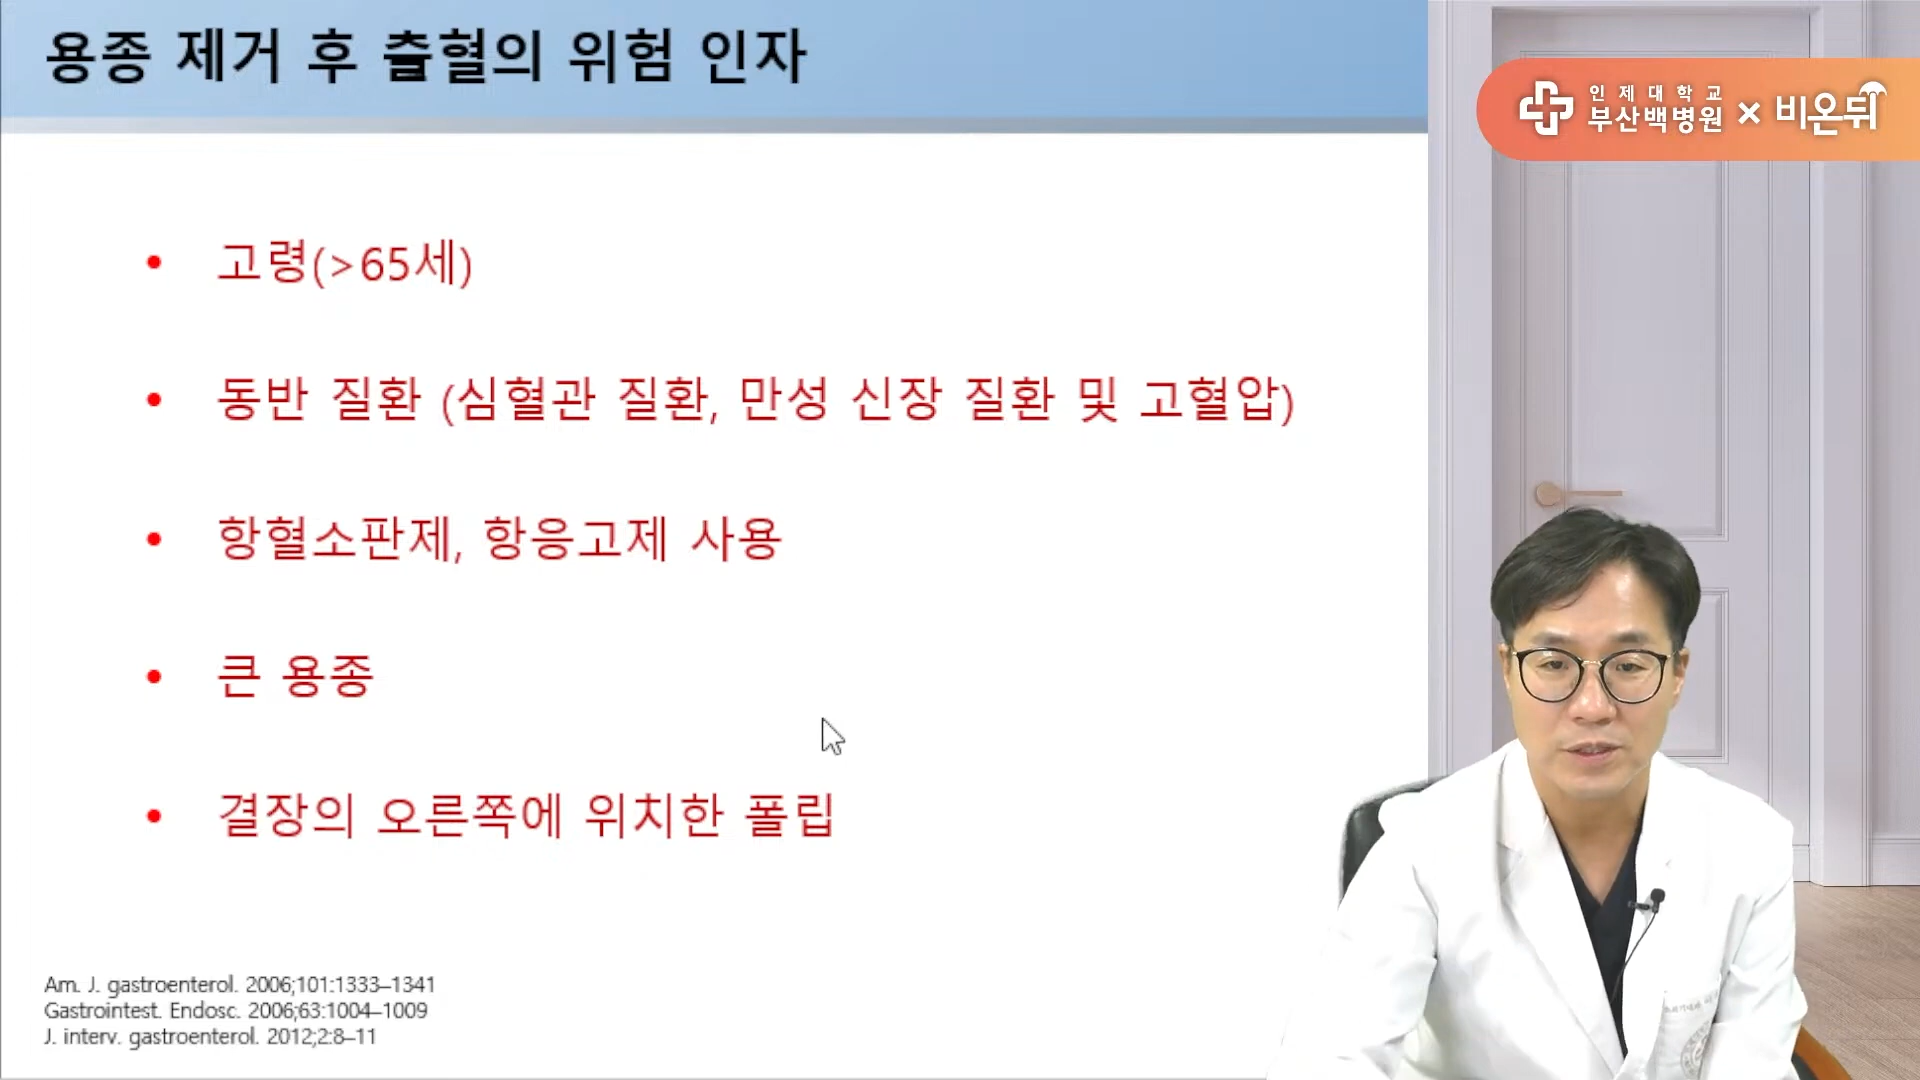 용종 제거 후 출혈의 위험 인자
인제대학교
부산백병원 × 비온뒤
• 고령(>65세)
• 동반 질환 (심혈관 질환, 만성 신장 질환 및 고혈압)
• 항혈소판제, 항응고제 사용
• 큰 용종
• 결장의 오른쪽에 위치한 폴립
Am. J. gastroenterol. 2006;101:1333–1341
Gastrointest. Endosc. 2006;63:1004–1009
J. interv. gastroenterol. 2012;2:8–11